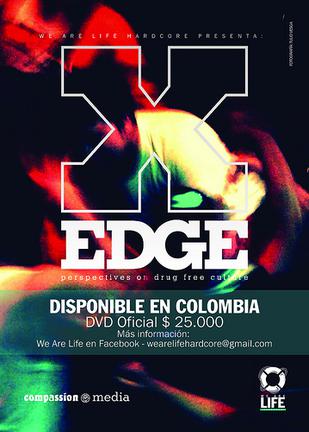 WE ARE LIFE HARDCORE PRESENTA:
X
EDGE
perspectives on drug free culture
DISPONIBLE EN COLOMBIA
DVD Oficial $ 25.000
Más información:
We Are Life en Facebook - wearelifehardcore@gmail.com
compassion media
LIFE